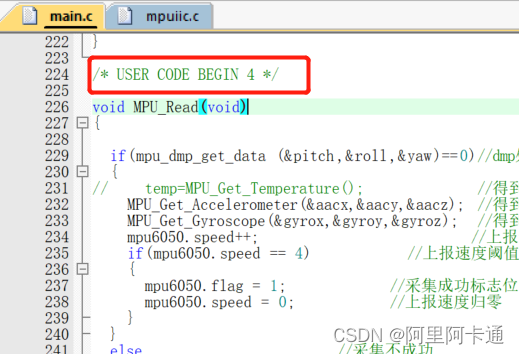 main.c mpuiic.c
222 }
223
224 /* USER CODE BEGIN 4 */
225
226 void MPU_Read(void)
227 {
228
229 if(mpu_dmp_get_data (&pitch,&roll,&yaw)==0)//dmp
230 {
231 // temp=MPU_Get_Temperature(); //得到
232 MPU_Get_Accelerometer(&aacx,&aacy,&aacz); //得到
233 MPU_Get_Gyroscope(&gyrox,&gyroy,&gyroz); //得到
234 mpu6050.speed++; //上报
235 if(mpu6050.speed == 4) //上报速度阈值
236 {
237 mpu6050.flag = 1; //采集成功标志位
238 mpu6050.speed = 0; //上报速度归零
239 }
240 }
241 else //采集不成功
CSDN @阿里阿卡通